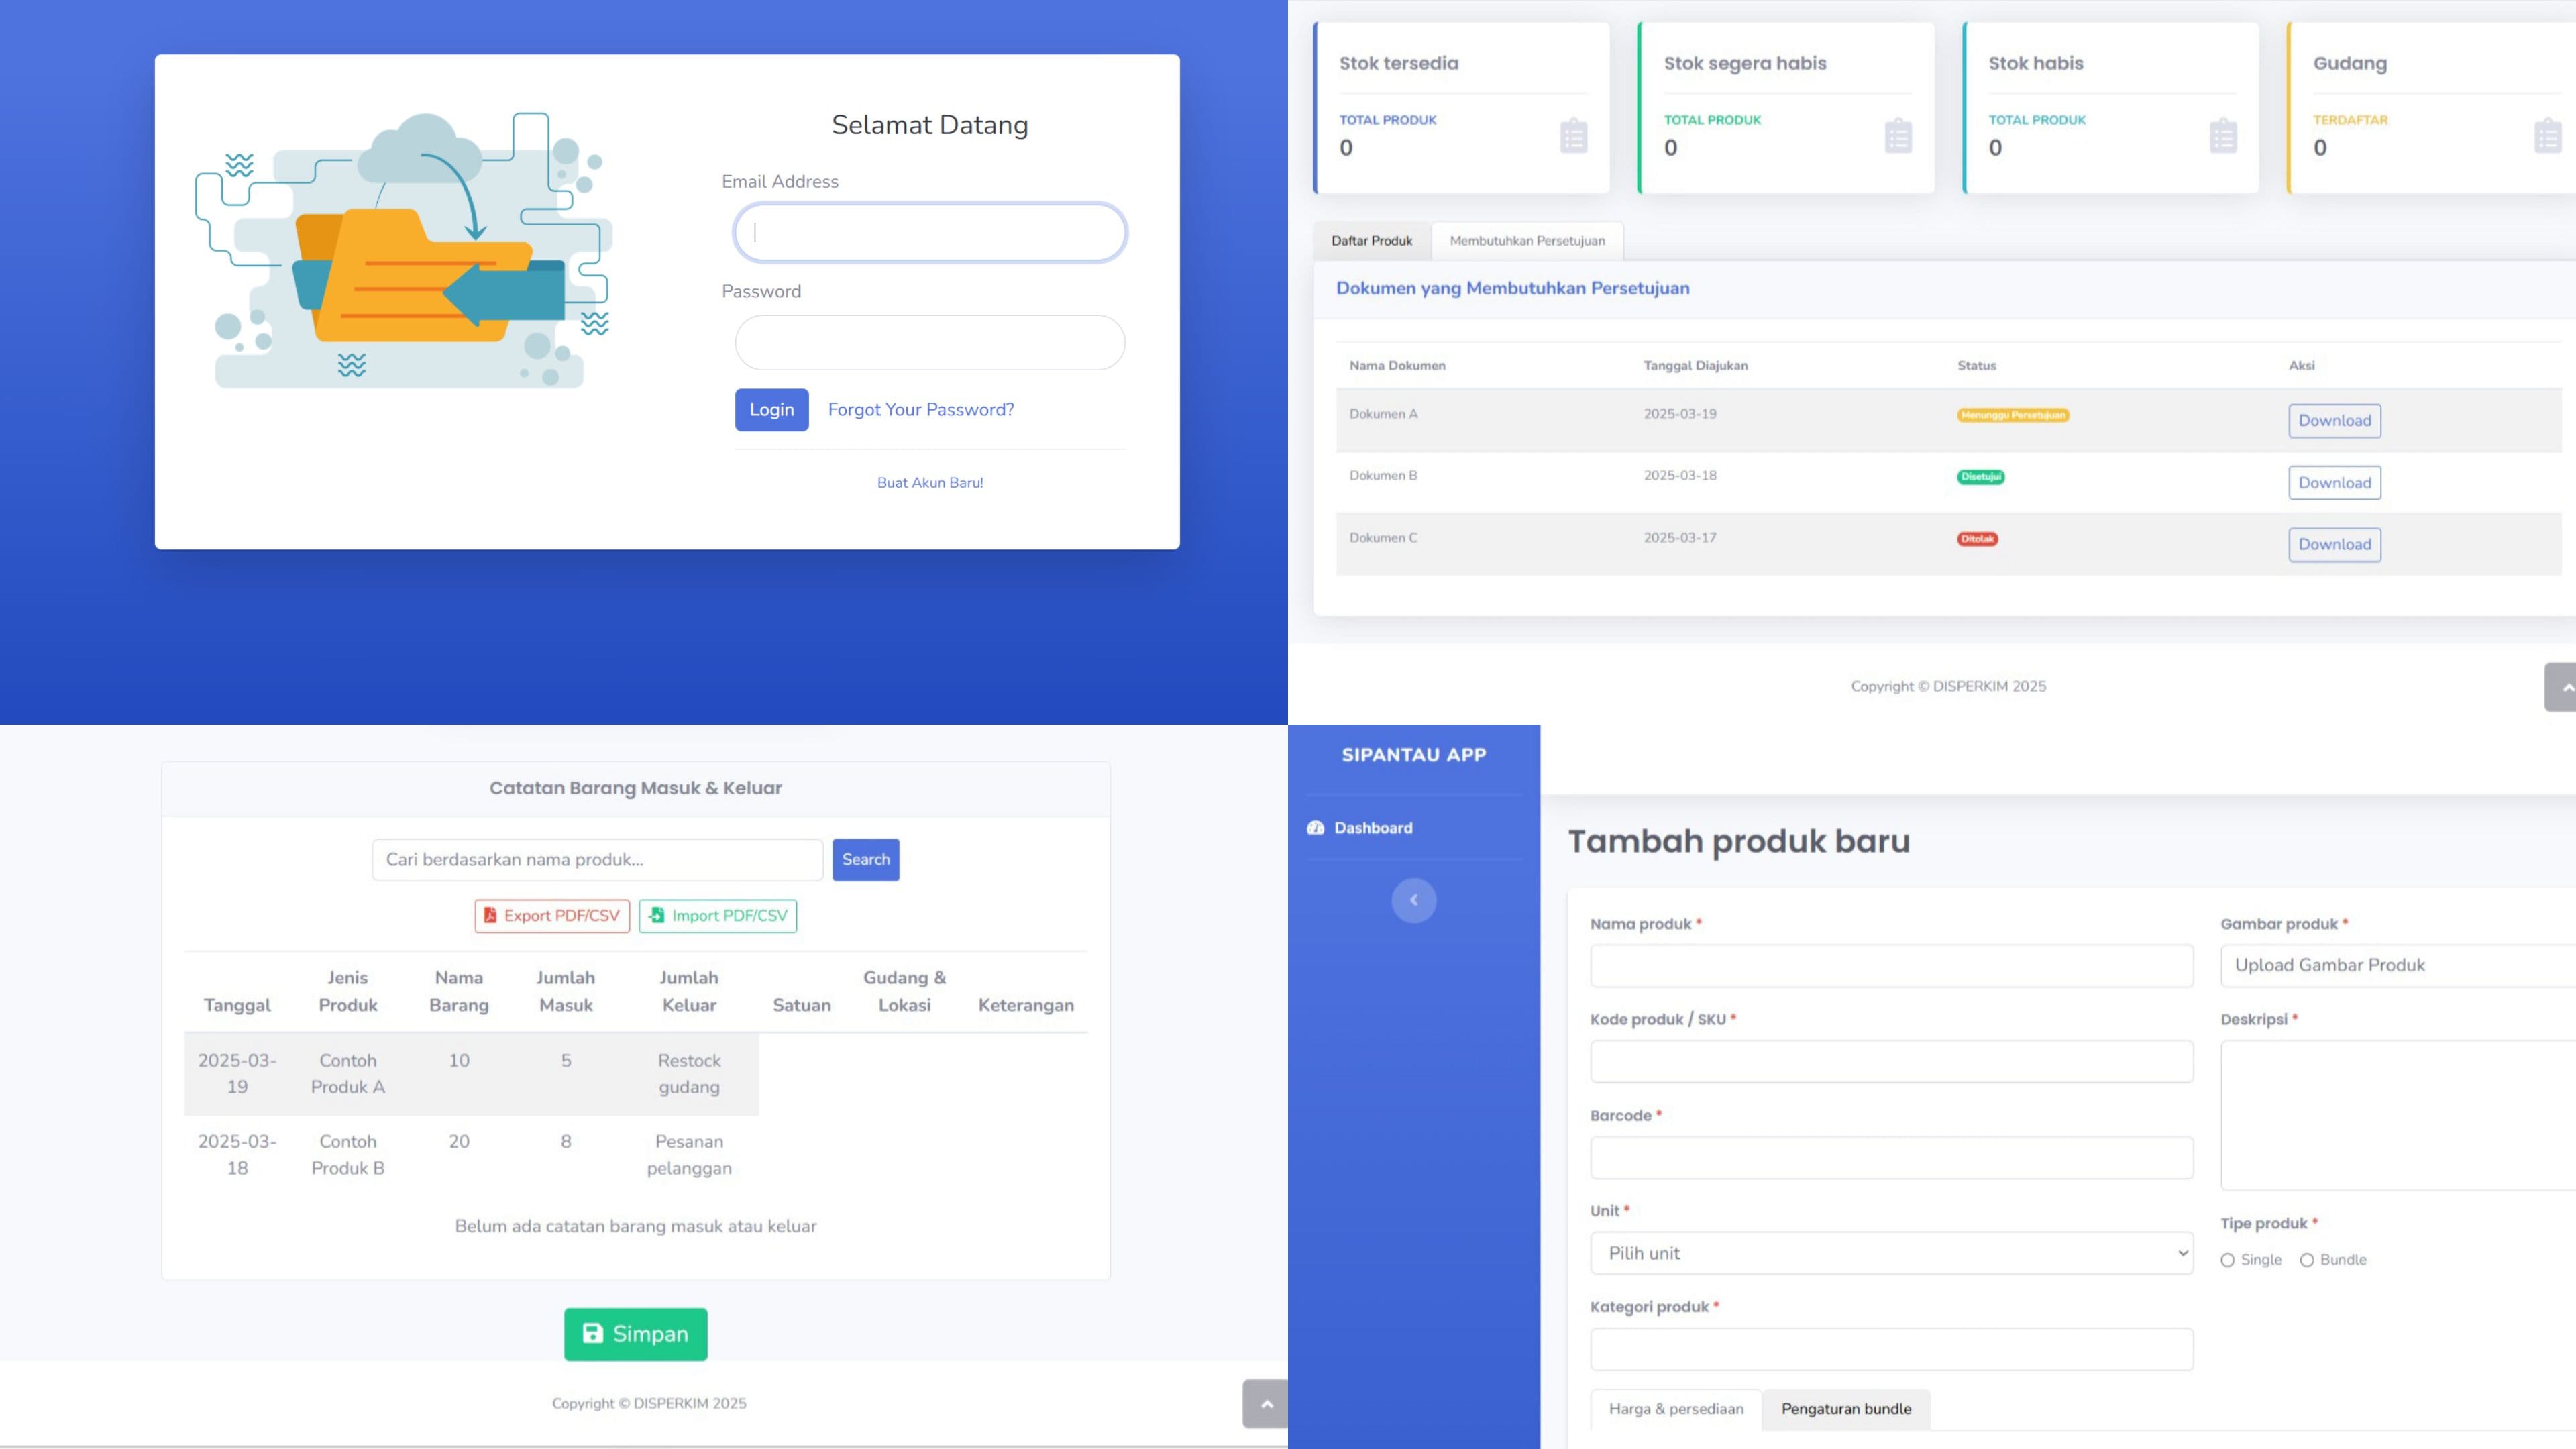 Selamat Datang
Email Address
Password
Login Forgot Your Password?
Buat Akun Baru!
Stok tersedia
TOTAL PRODUK
0
Stok segera habis
TOTAL PRODUK
0
Stok habis
TOTAL PRODUK
0
Gudang
TERDAFTAR
0
Daftar Produk Membutuhkan Persetujuan
Dokumen yang Membutuhkan Persetujuan
Nama Dokumen Tanggal Diajukan Status Aksi
Dokumen A 2025-03-19 Menunggu Persetujuan Download
Dokumen B 2025-03-18 Disetujui Download
Dokumen C 2025-03-17 Ditolak Download
Copyright © DISPERKIM 2025
Catatan Barang Masuk & Keluar
Cari berdasarkan nama produk... Search
Export PDF/CSV Import PDF/CSV
Tanggal Jenis Produk Nama Barang Jumlah Masuk Jumlah Keluar Satuan Gudang & Lokasi Keterangan
2025-03-19 Contoh Produk A 10 5 Restock gudang
2025-03-18 Contoh Produk B 20 8 Pesanan pelanggan
Belum ada catatan barang masuk atau keluar
Simpan
Copyright © DISPERKIM 2025
SIPANTAU APP
Dashboard
Tambah produk baru
Nama produk *
Kode produk / SKU *
Barcode *
Unit *
Pilih unit
Kategori produk *
Gambar produk *
Upload Gambar Produk
Deskripsi *
Tipe produk *
Single Bundle
Harga & persediaan Pengaturan bundle